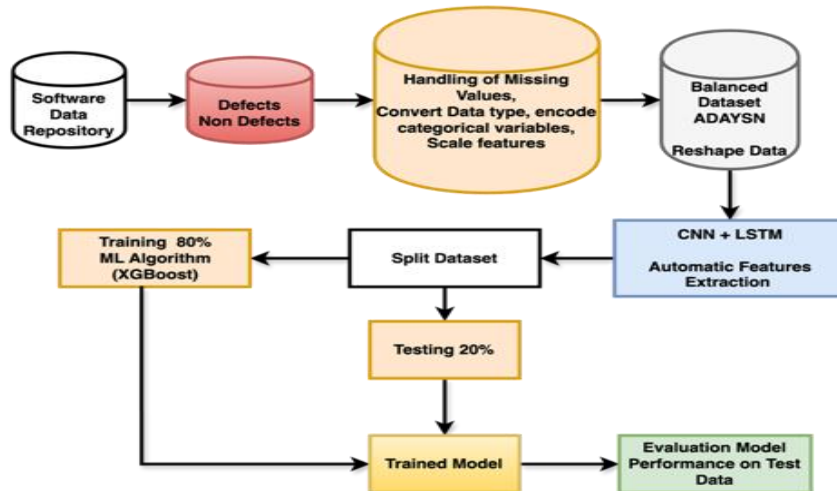 Software
Data
Repository
Defects
Non Defects
Handling of Missing
Values,
Convert Data type, encode
categorical variables,
Scale features
Balanced
Dataset
ADAYSN
Reshape Data
CNN + LSTM
Automatic Features
Extraction
Split Dataset
Training 80%
ML Algorithm
(XGBoost)
Testing 20%
Trained Model
Evaluation Model
Performance on Test
Data